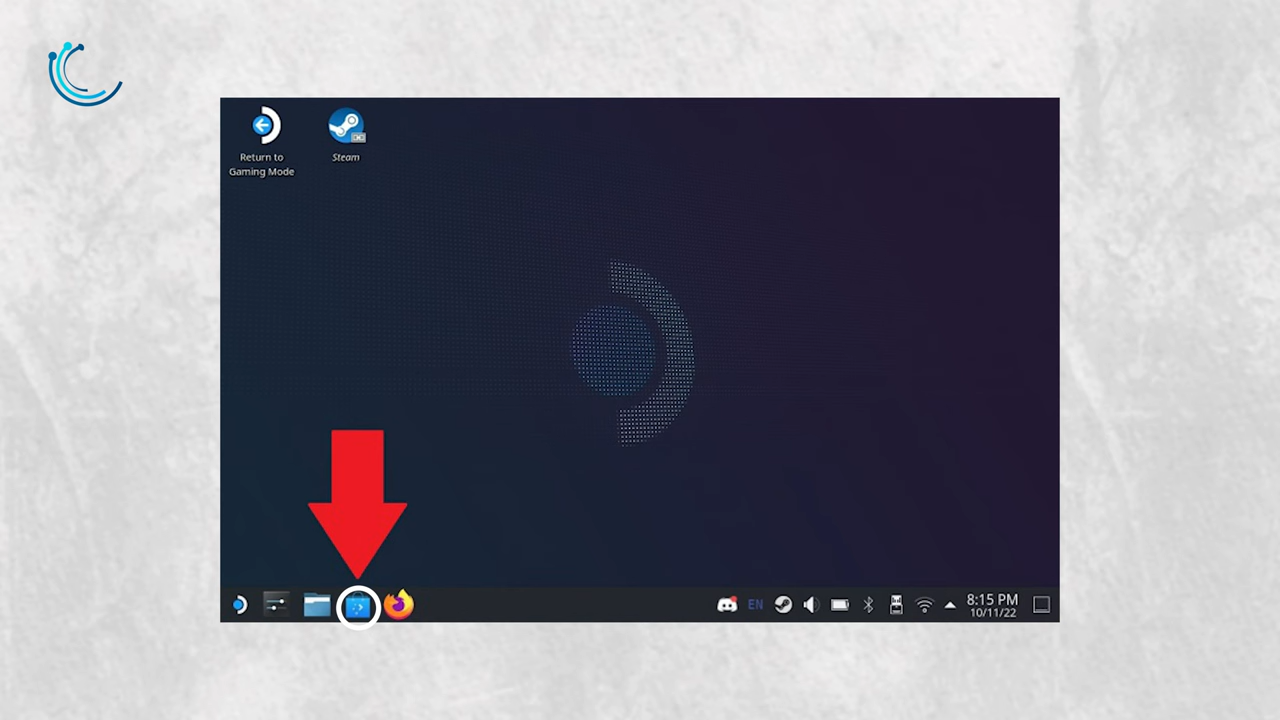 Return to
Gaming Mode
Steam
EN
8:15 PM
10/11/22